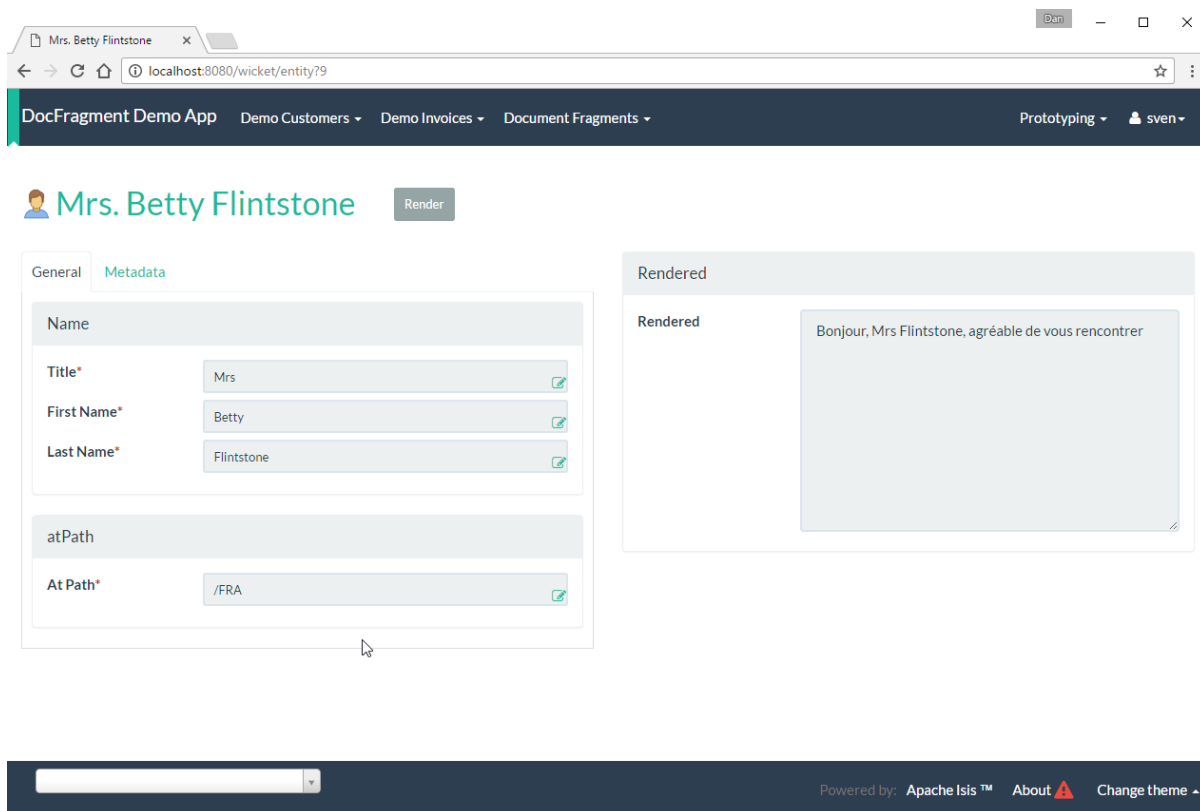 Dan
Mrs. Betty Flintstone
localhost:8080/wicket/entity?9
DocFragment Demo App Demo Customers Demo Invoices Document Fragments Prototyping sven
Mrs. Betty Flintstone Render
General Metadata
Name
Title* Mrs
First Name* Betty
Last Name* Flintstone
atPath
At Path* /FRA
Rendered
Rendered Bonjour, Mrs Flintstone, agréable de vous rencontrer
Powered by: Apache Isis ™ About Change theme